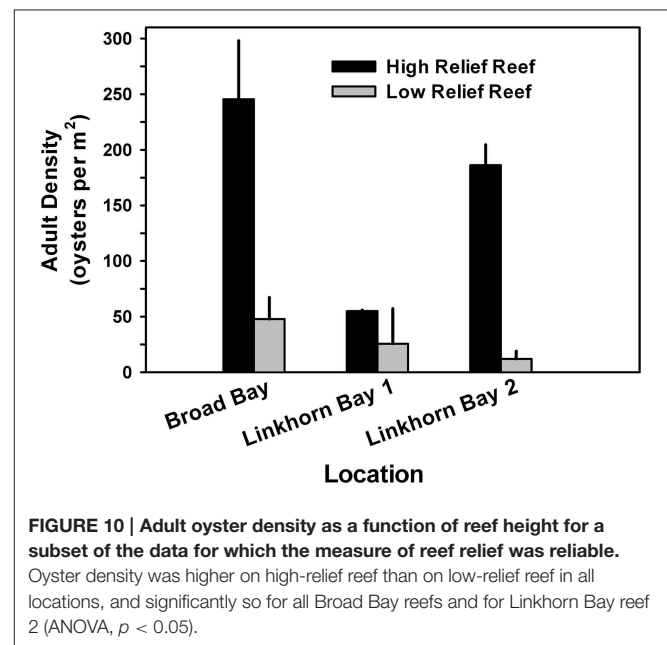 300
250
200
150
100
50
0
Adult Density
(oysters per m²)
High Relief Reef
Low Relief Reef
Broad Bay
Linkhorn Bay 1
Linkhorn Bay 2
Location
FIGURE 10 | Adult oyster density as a function of reef height for a
subset of the data for which the measure of reef relief was reliable.
Oyster density was higher on high-relief reef than on low-relief reef in all
locations, and significantly so for all Broad Bay reefs and for Linkhorn Bay reef
2 (ANOVA, p < 0.05).